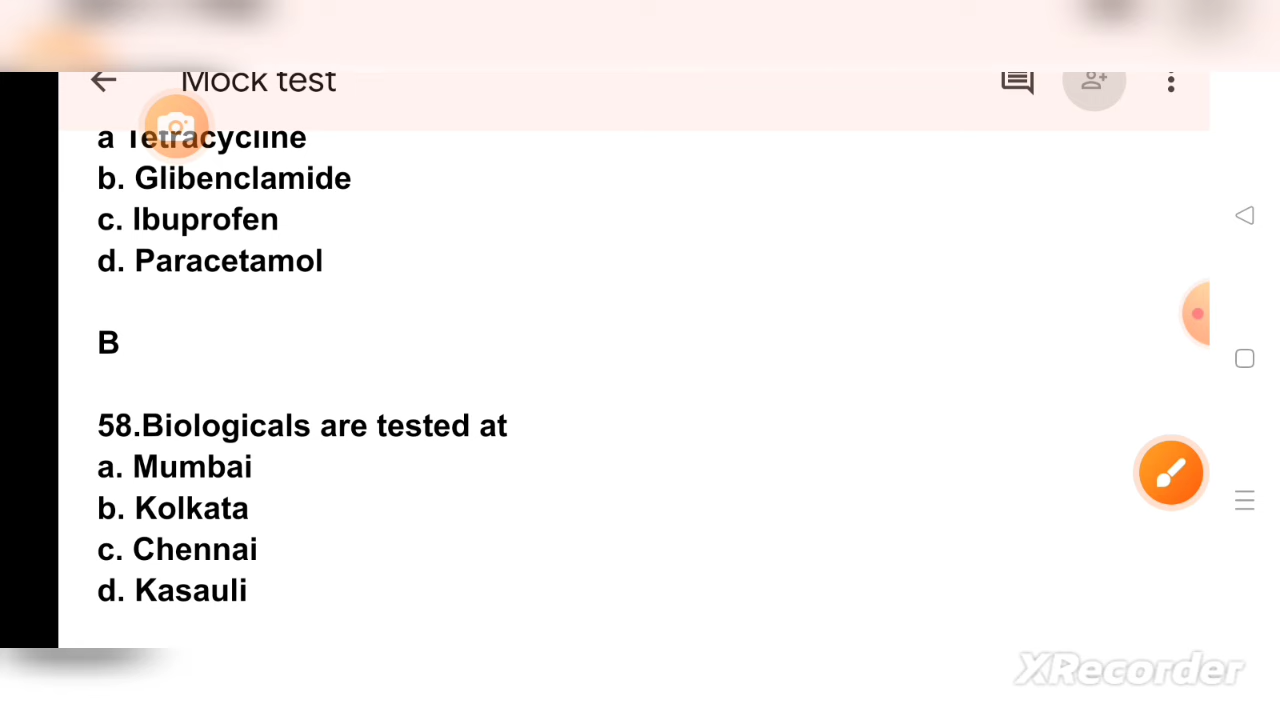 Mock test
a Tetracycline
b. Glibenclamide
c. Ibuprofen
d. Paracetamol
B
58.Biologicals are tested at
a. Mumbai
b. Kolkata
c. Chennai
d. Kasauli
XRecorder